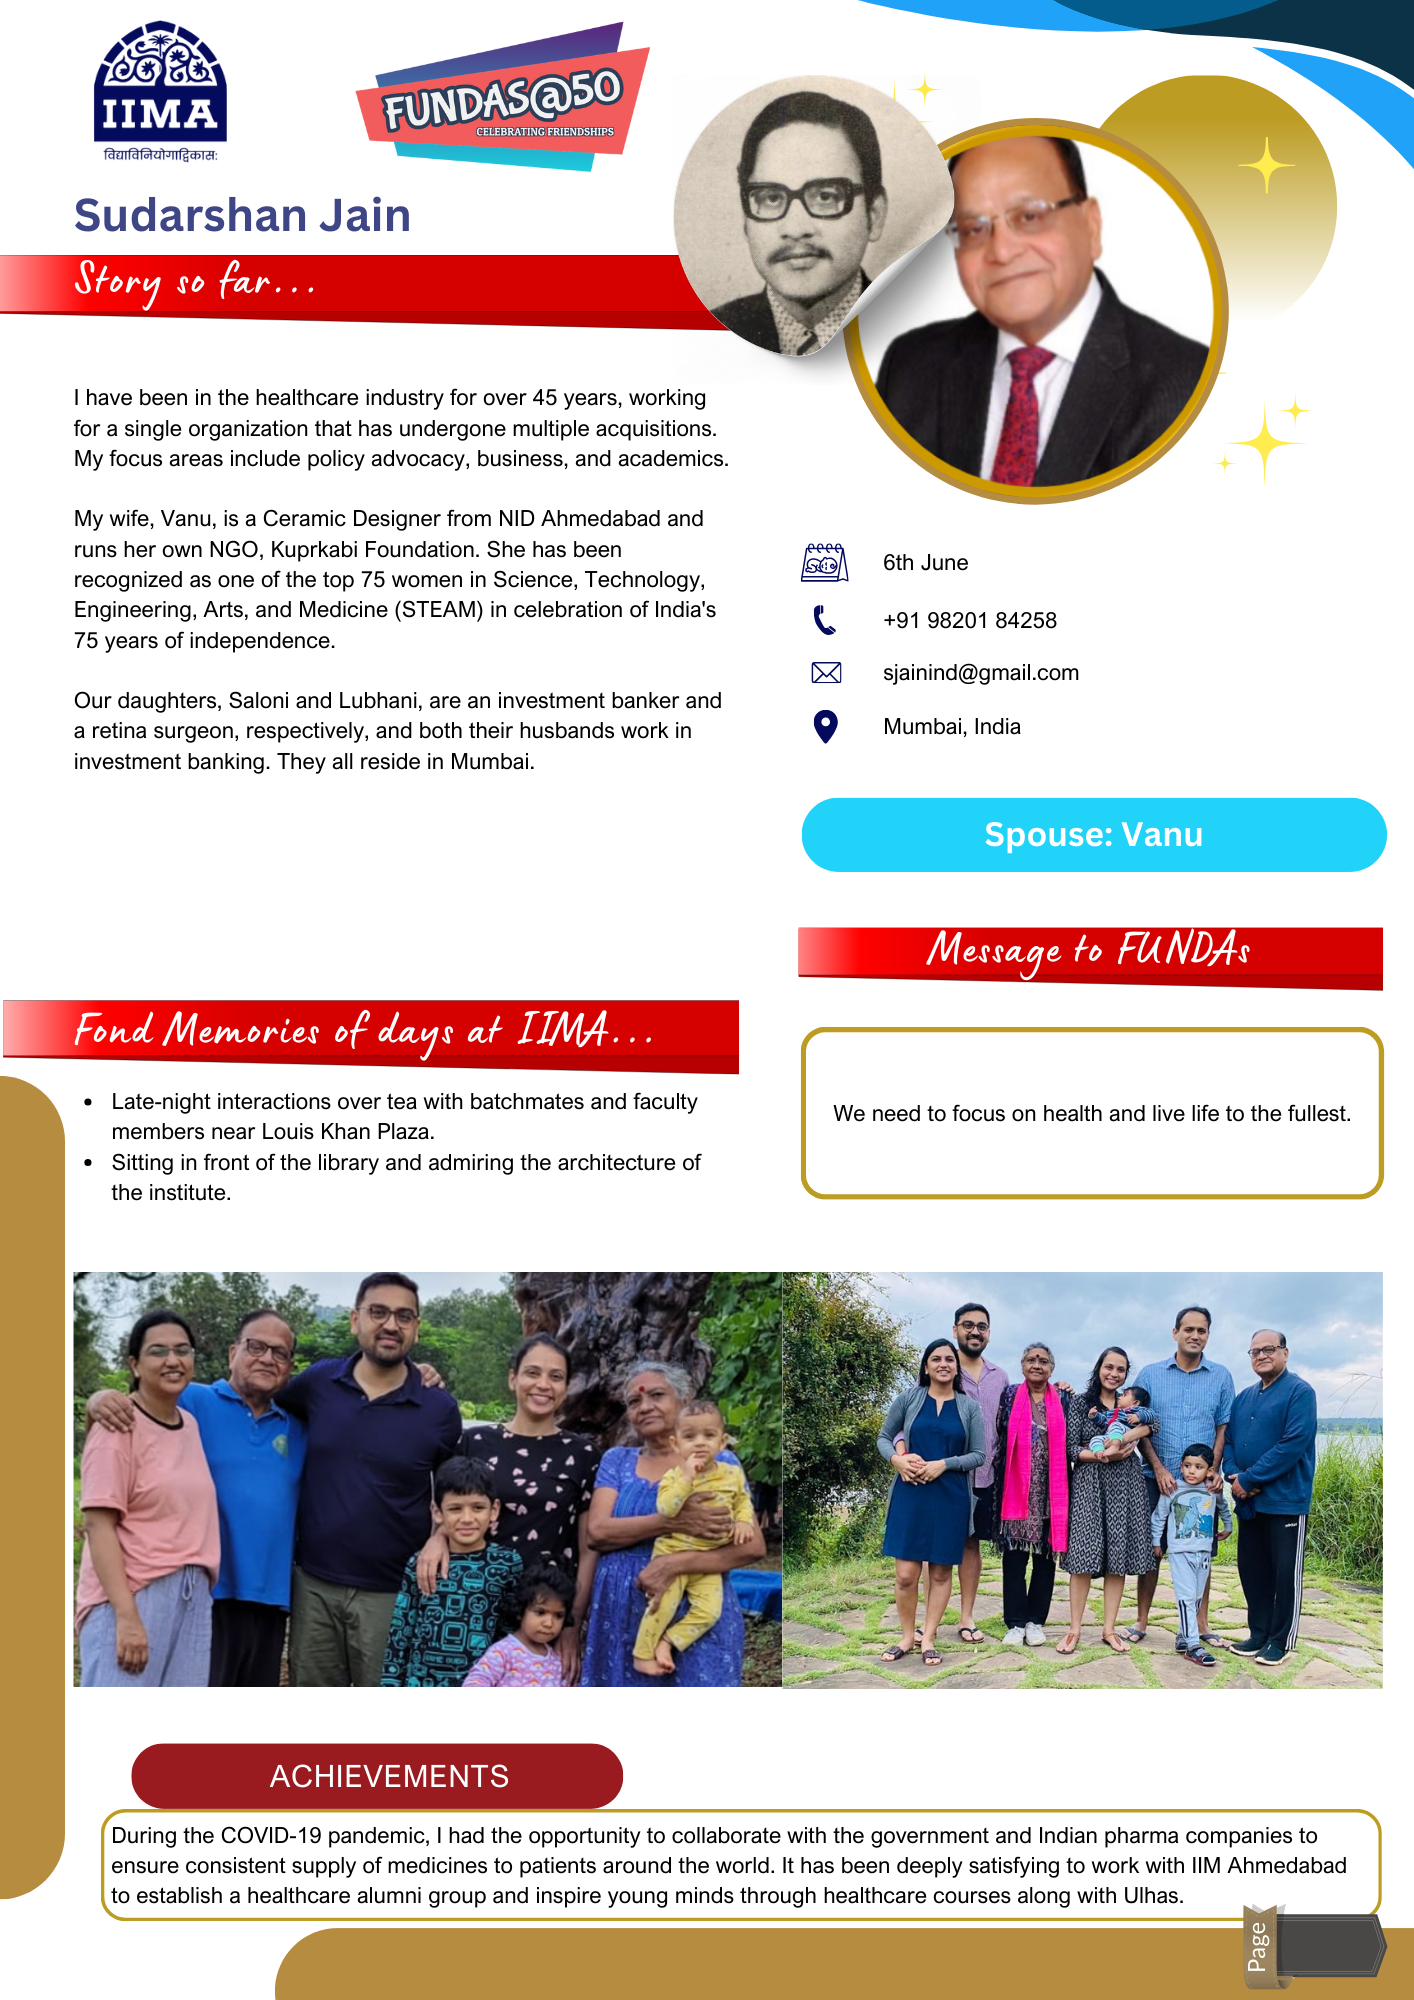 IIMA
विद्याविनियोगाद्विकासः
FUNDAS@50
CELEBRATING FRIENDSHIPS
Sudarshan Jain
Story so far...
I have been in the healthcare industry for over 45 years, working
for a single organization that has undergone multiple acquisitions.
My focus areas include policy advocacy, business, and academics.
My wife, Vanu, is a Ceramic Designer from NID Ahmedabad and
runs her own NGO, Kuprkabi Foundation. She has been
recognized as one of the top 75 women in Science, Technology,
Engineering, Arts, and Medicine (STEAM) in celebration of India's
75 years of independence.
Our daughters, Saloni and Lubhani, are an investment banker and
a retina surgeon, respectively, and both their husbands work in
investment banking. They all reside in Mumbai.
6th June
+91 98201 84258
sjainind@gmail.com
Mumbai, India
Spouse: Vanu
Message to FUNDAs
We need to focus on health and live life to the fullest.
Fond Memories of days at IIMA...
• Late-night interactions over tea with batchmates and faculty
members near Louis Khan Plaza.
• Sitting in front of the library and admiring the architecture of
the institute.
ACHIEVEMENTS
During the COVID-19 pandemic, I had the opportunity to collaborate with the government and Indian pharma companies to
ensure consistent supply of medicines to patients around the world. It has been deeply satisfying to work with IIM Ahmedabad
to establish a healthcare alumni group and inspire young minds through healthcare courses along with Ulhas.
Page